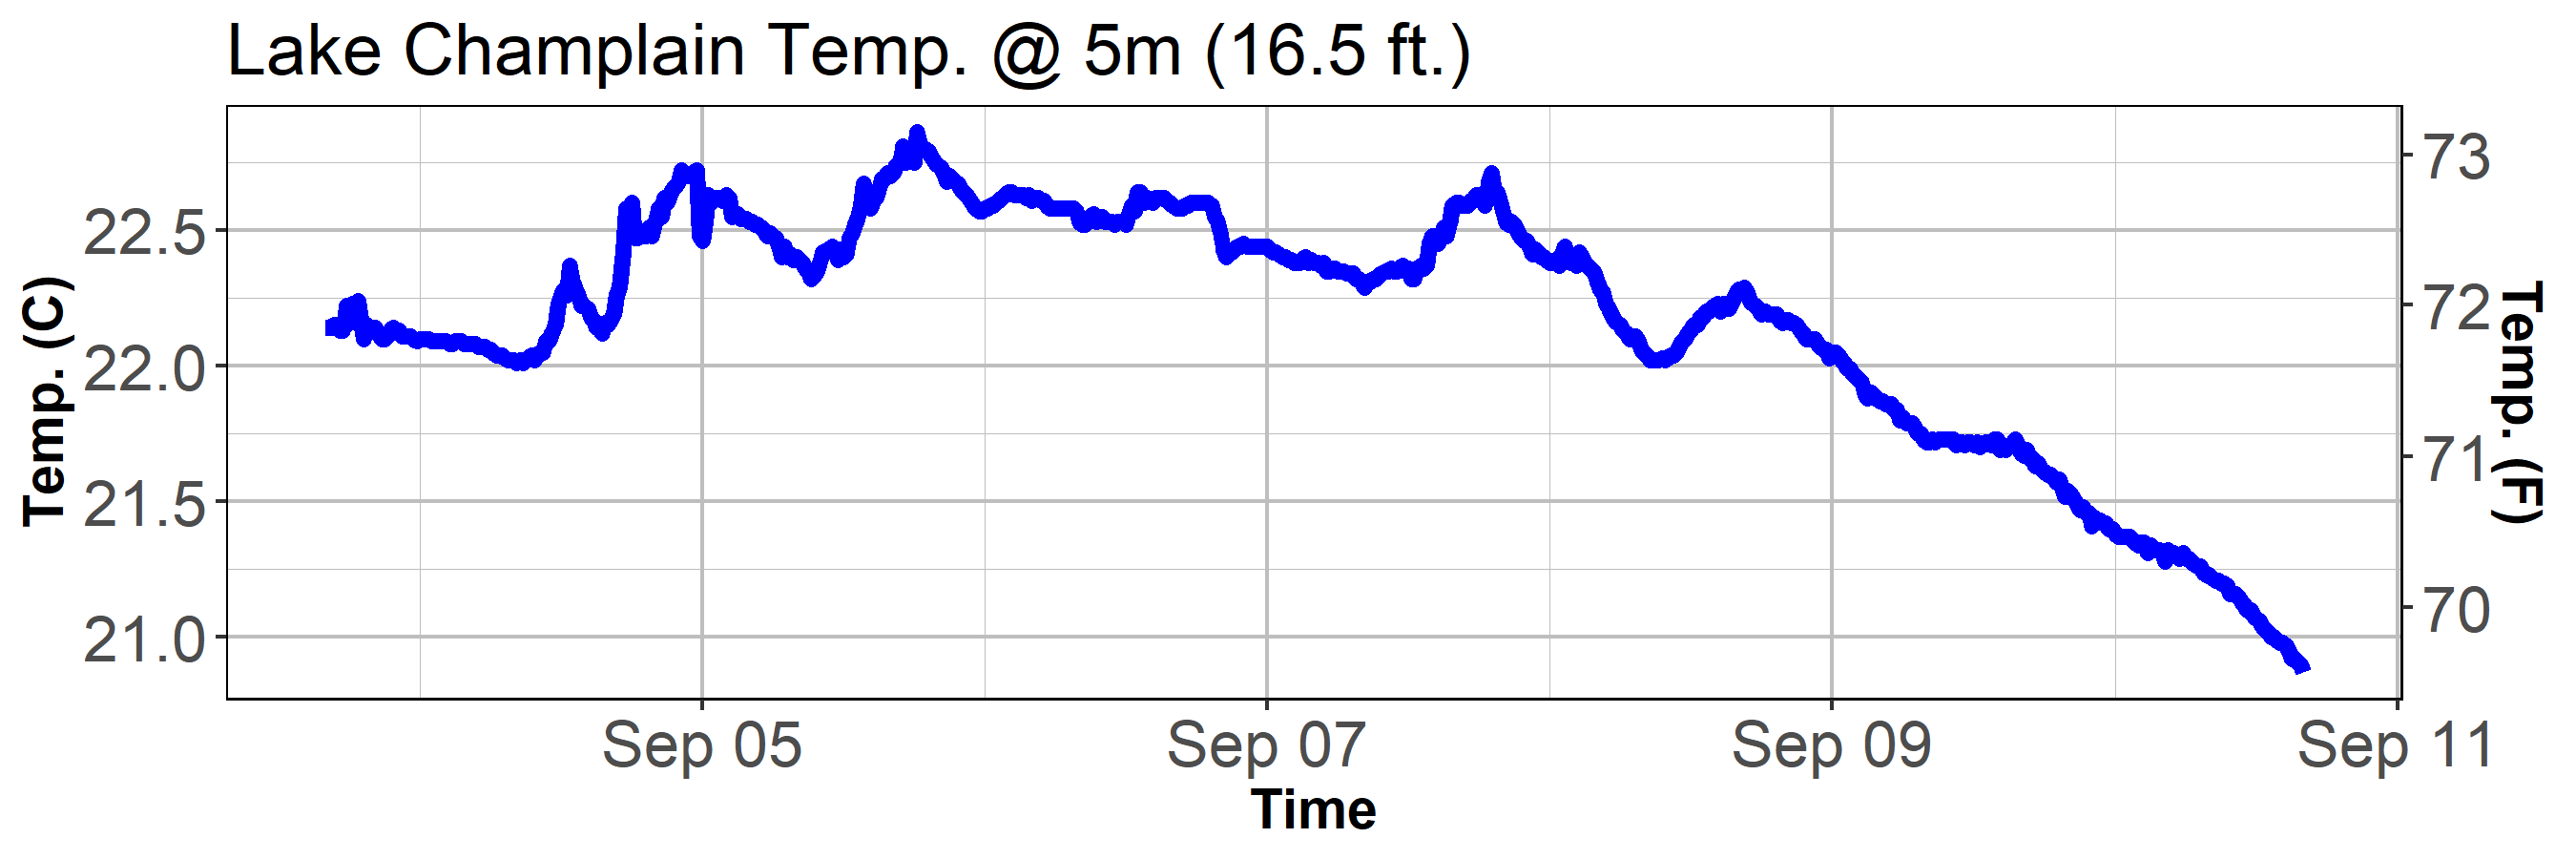 Lake Champlain Temp. @ 5m (16.5 ft.)
Temp. (C)
22.5
22.0
21.5
21.0
73
72
71
70
Temp. (F)
Sep 05
Sep 07
Sep 09
Sep 11
Time